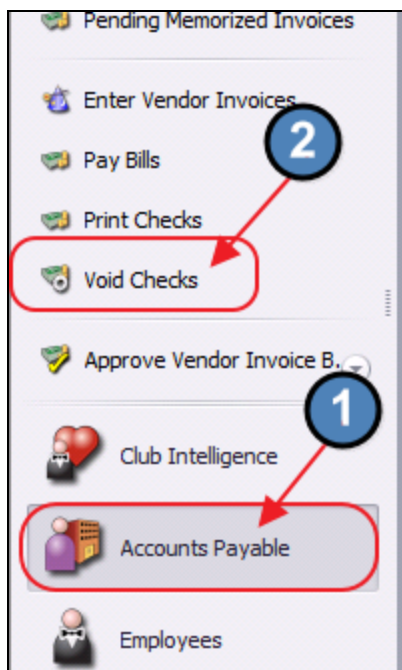 Pending Memorized Invoices
Enter Vendor Invoices
2
Pay Bills
Print Checks
Void Checks
Approve Vendor Invoice B...
1
Club Intelligence
Accounts Payable
Employees